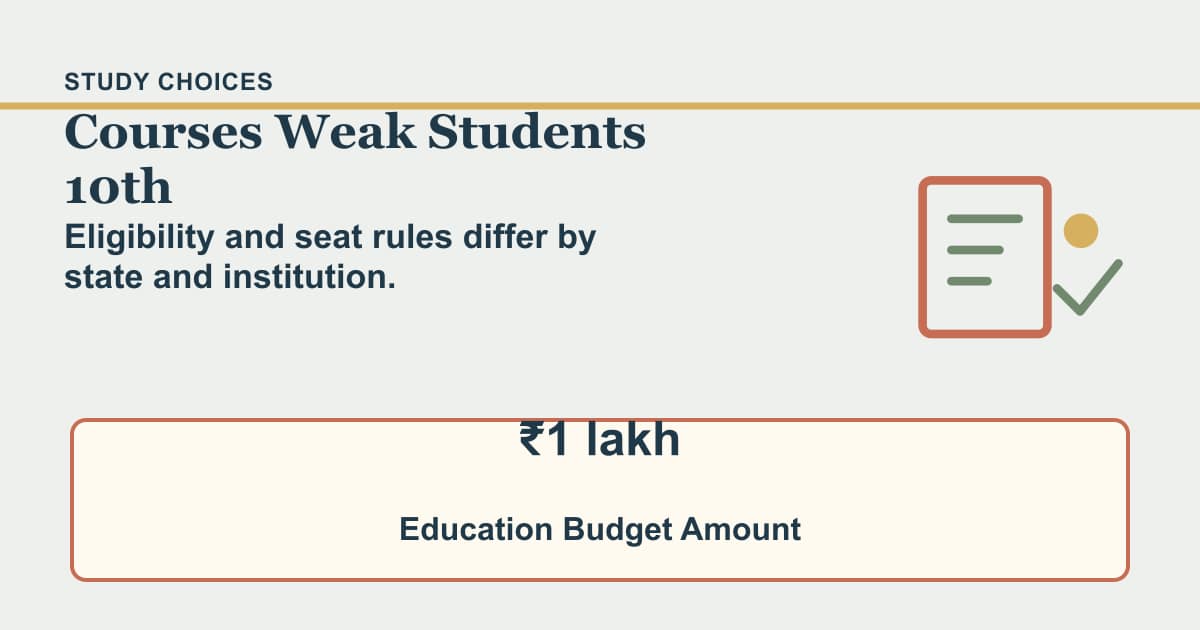 STUDY CHOICES
Courses Weak Students
10th
Eligibility and seat rules differ by
state and institution.
₹1 lakh
Education Budget Amount